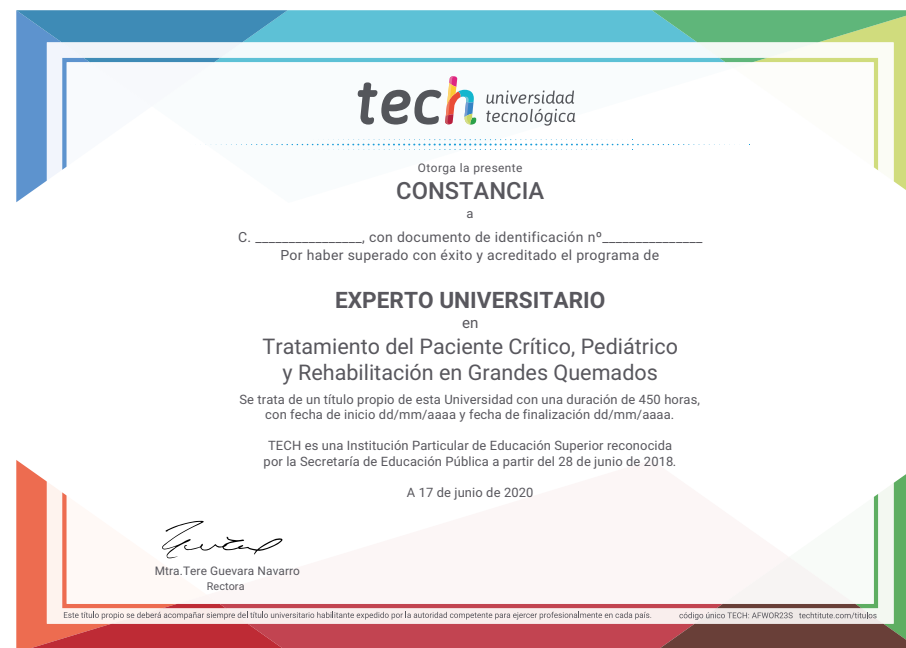 tech universidad
tecnológica
Otorga la presente
CONSTANCIA
a
C. ________________, con documento de identificación nº_______________
Por haber superado con éxito y acreditado el programa de
EXPERTO UNIVERSITARIO
en
Tratamiento del Paciente Crítico, Pediátrico
y Rehabilitación en Grandes Quemados
Se trata de un título propio de esta Universidad con una duración de 450 horas,
con fecha de inicio dd/mm/aaaa y fecha de finalización dd/mm/aaaa.
TECH es una Institución Particular de Educación Superior reconocida
por la Secretaría de Educación Pública a partir del 28 de junio de 2018.
A 17 de junio de 2020
Mtra.Tere Guevara Navarro
Rectora
Este título propio se deberá acompañar siempre del título universitario habilitante expedido por la autoridad competente para ejercer profesionalmente en cada país. código único TECH: AFWOR23S techtitute.com/titulos